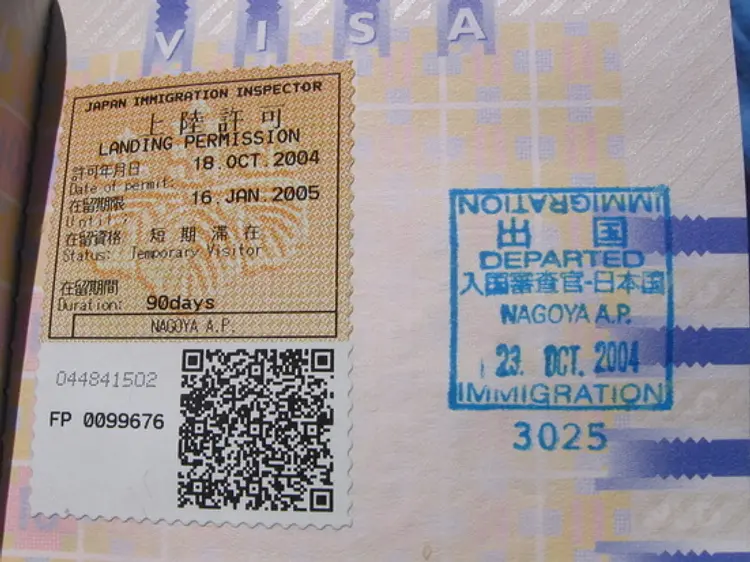 VISA
JAPAN IMMIGRATION INSPECTOR
上陸許可
LANDING PERMISSION
許可年月日 18.OCT.2004
Date of permit:
在留期限 16.JAN.2005
Until :
在留資格 短期滞在
Status: Temporary Visitor
在留期間
Duration: 90days
NAGOYA A.P.
044841502
FP 0099676
IMMIGRATION
出国
DEPARTED
入国審査官-日本国
NAGOYA A.P.
23. OCT. 2004
IMMIGRATION
3025